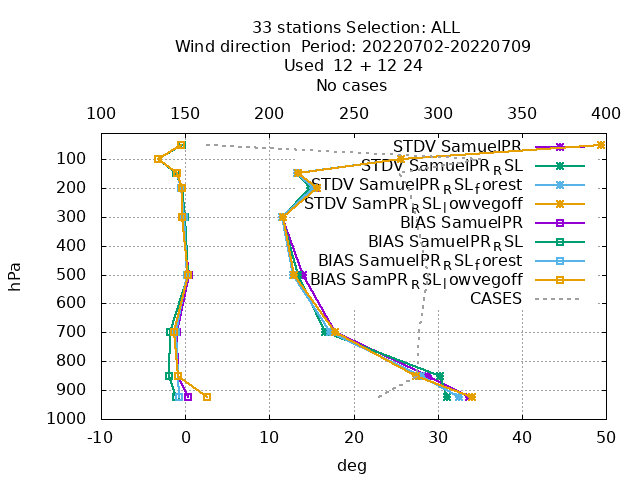 33 stations Selection: ALL
Wind direction  Period: 20220702-20220709
Used  12 + 12 24
No cases
100 150 200 250 300 350 400
STDV SamuelPR
STDV SamuelPR_RSL
STDV SamuelPR_RSL_forest
STDV SamPR_RSL_lowvegoff
BIAS SamuelPR
BIAS SamuelPR_RSL
BIAS SamuelPR_RSL_forest
BIAS SamPR_RSL_lowvegoff
CASES
hPa
100
200
300
400
500
600
700
800
900
1000
-10 0 10 20 30 40 50
deg